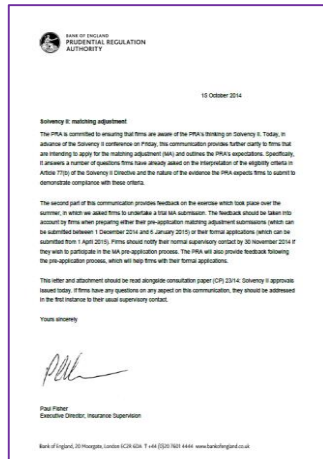 BANK OF ENGLAND
PRUDENTIAL REGULATION
AUTHORITY
15 October 2014
Solvency II: matching adjustment
The PRA is committed to ensuring that firms are aware of the PRA's thinking on Solvency II. Today, in
advance of the Solvency II conference on Friday, this communication provides further clarity to firms that
are intending to apply for the matching adjustment (MA) and outlines the PRA's expectations. Specifically,
it answers a number of questions firms have already asked on the interpretation of the eligibility criteria in
Article 77(b) of the Solvency II Directive and the nature of the evidence the PRA expects firms to submit to
demonstrate compliance with these criteria.
The second part of this communication provides feedback on the exercise which took place over the
summer, in which we asked firms to undertake a trial MA submission. The feedback should be taken into
account by firms when preparing either their pre-application matching adjustment submissions (which can
be submitted between 1 December 2014 and 6 January 2015) or their formal applications (which can be
submitted from 1 April 2015). Firms should notify their normal supervisory contact by 30 November 2014 if
they wish to participate in the MA pre-application process. The PRA will also provide feedback following
the pre-application process, which will help firms with their formal applications.
This letter and attachment should be read alongside consultation paper (CP) 23/14: Solvency II approvals
issued today. If firms have any questions on any aspect on this communication, they should be addressed
in the first instance to their usual supervisory contact.
Yours sincerely
Paul Fisher
Executive Director, Insurance Supervision
Bank of England, 20 Moorgate, London EC2R 6DA T +44 (0)20 7601 4444 www.bankofengland.co.uk